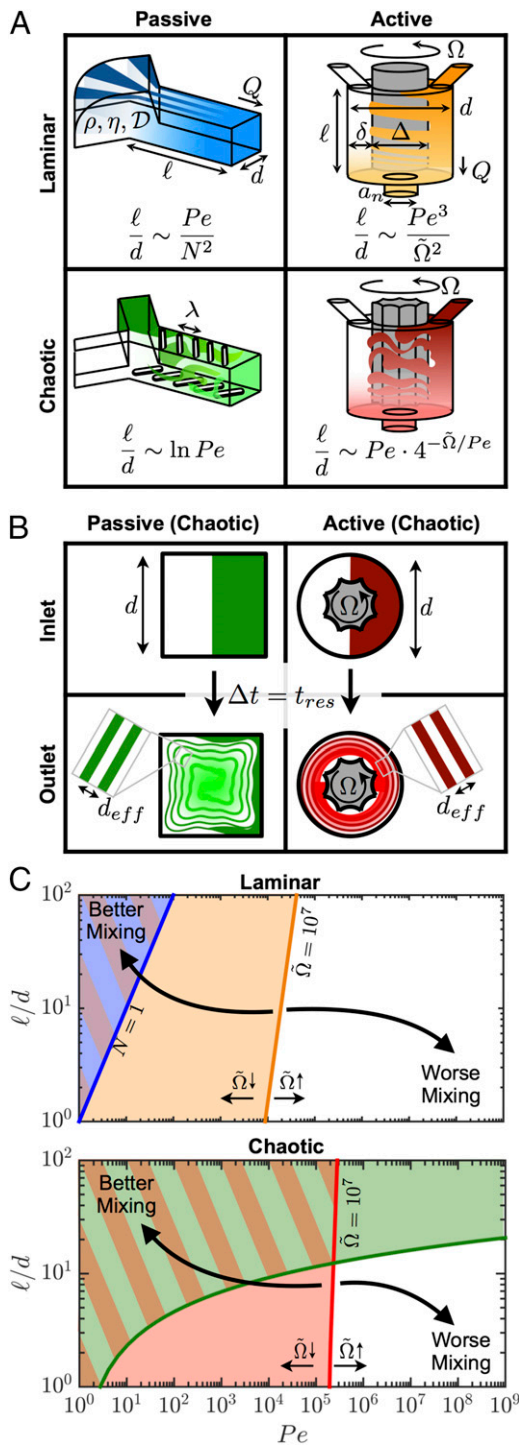 A
Passive
Active
Laminar
ρ, η, 𝒟
Q
ℓ
d
ℓ/d ∼ Pe/N²
Ω
d
ℓ
δ
Δ
Q
aₙ
ℓ/d ∼ Pe³/Ω̃²
Chaotic
λ
ℓ/d ∼ ln Pe
Ω
ℓ/d ∼ Pe · 4^(−Ω̃/Pe)
B
Passive (Chaotic)
Active (Chaotic)
Inlet
d
Ω
d
Δt = t_res
Outlet
d_eff
Ω
d_eff
C
Laminar
10²
10¹
10⁰
ℓ/d
Better
Mixing
N = 1
Ω̃ = 10⁷
Ω̃↓
Ω̃↑
Worse
Mixing
Chaotic
10²
10¹
10⁰
ℓ/d
Better
Mixing
Ω̃ = 10⁷
Ω̃↓
Ω̃↑
Worse
Mixing
10⁰ 10¹ 10² 10³ 10⁴ 10⁵ 10⁶ 10⁷ 10⁸ 10⁹
Pe